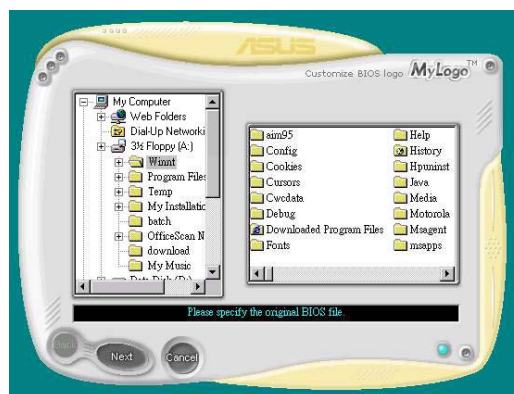 ASUS
Customize BIOS logo MyLogo™
My Computer
Web Folders
Dial-Up Networki
3½ Floppy (A:)
Winnt
Program Files
Temp
My Installatic
batch
OfficeScan N
download
My Music
Data Disk (D:)
aim95
Config
Cookies
Cursors
Cwcdata
Debug
Downloaded Program Files
Fonts
Help
History
Hpuninst
Java
Media
Motorola
Msagent
msapps
Please specify the original BIOS file.
Back
Next
Cancel